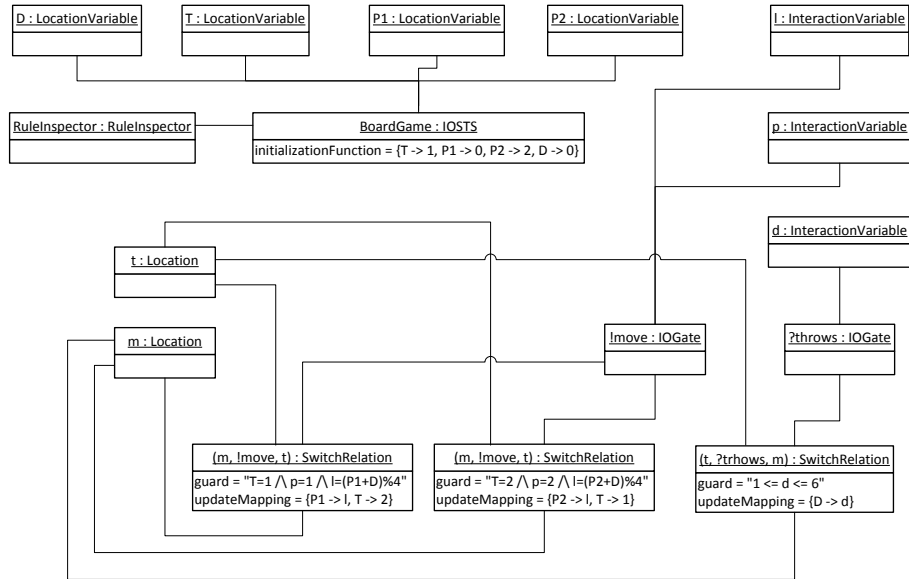 D : LocationVariable
T : LocationVariable
P1 : LocationVariable
P2 : LocationVariable
l : InteractionVariable
RuleInspector : RuleInspector
BoardGame : IOSTS
initializationFunction = {T -> 1, P1 -> 0, P2 -> 2, D -> 0}
p : InteractionVariable
d : InteractionVariable
t : Location
m : Location
!move : IOGate
?throws : IOGate
(m, !move, t) : SwitchRelation
guard = "T=1 /\ p=1 /\ l=(P1+D)%4"
updateMapping = {P1 -> l, T -> 2}
(m, !move, t) : SwitchRelation
guard = "T=2 /\ p=2 /\ l=(P2+D)%4"
updateMapping = {P2 -> l, T -> 1}
(t, ?trhows, m) : SwitchRelation
guard = "1 <= d <= 6"
updateMapping = {D -> d}